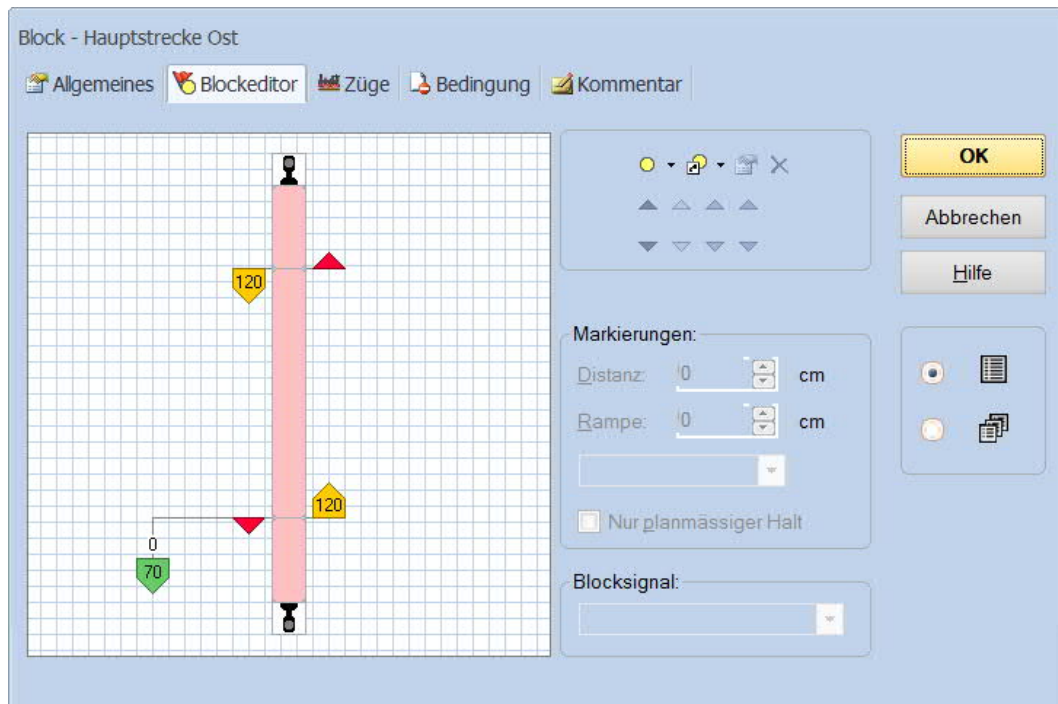 Block - Hauptstrecke Ost
Allgemeines Blockeditor Züge Bedingung Kommentar
OK
Abbrechen
Hilfe
120
120
0
70
Markierungen:
Distanz: 0 cm
Rampe: 0 cm
Nur planmässiger Halt
Blocksignal: